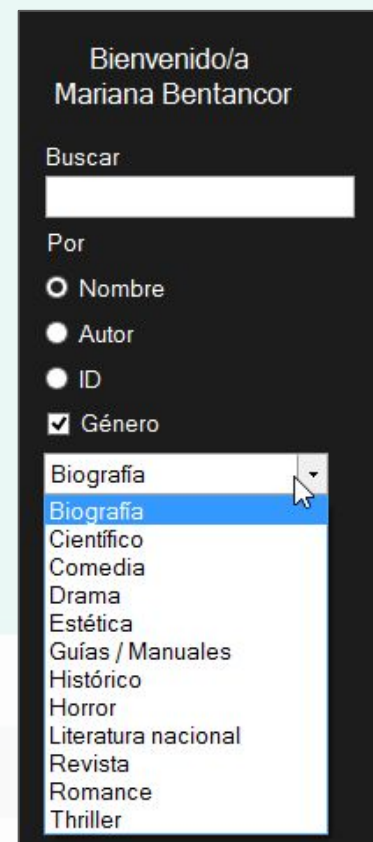 Bienvenido/a
Mariana Bentancor
Buscar
Por
Nombre
Autor
ID
Género
Biografía
Biografía
Científico
Comedia
Drama
Estética
Guías / Manuales
Histórico
Horror
Literatura nacional
Revista
Romance
Thriller